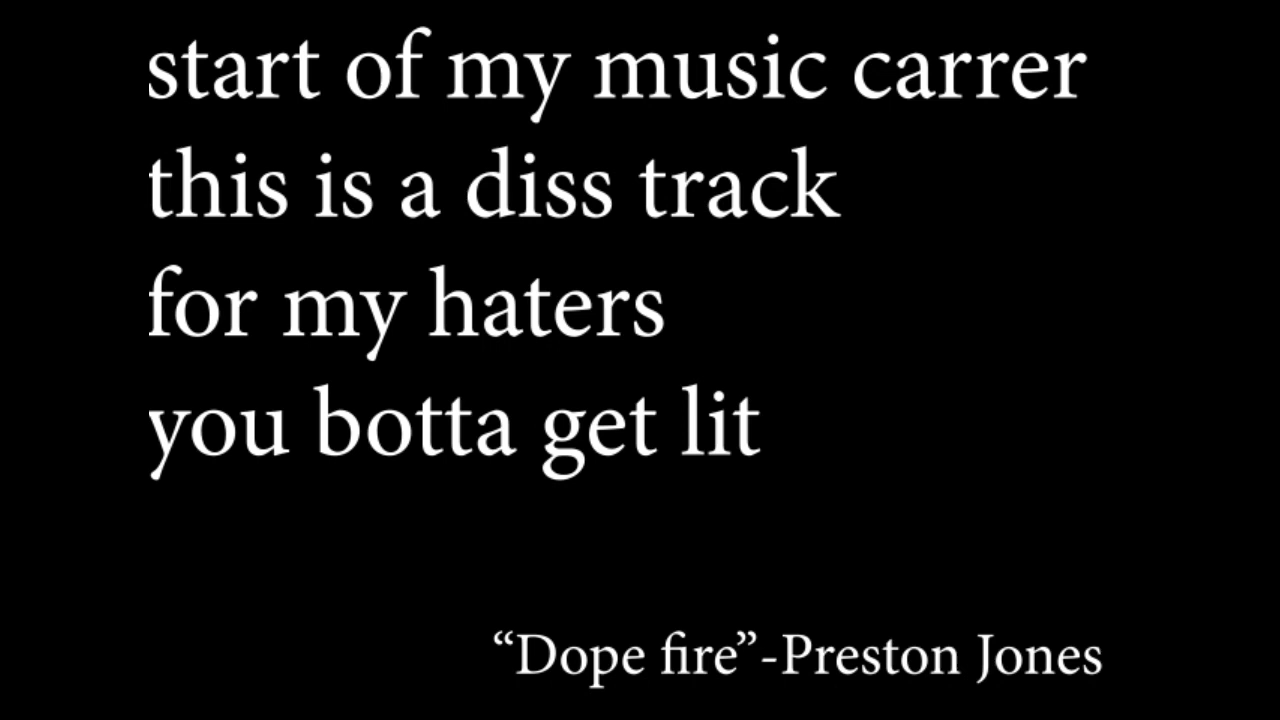 start of my music carrer
this is a diss track
for my haters
you botta get lit
“Dope fire”-Preston Jones